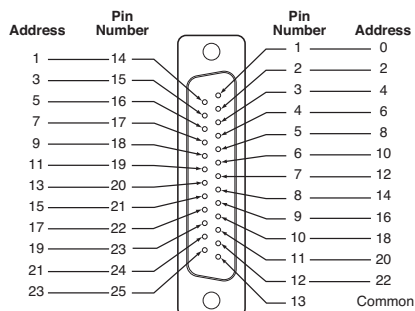 Address Pin Number Pin Number Address
1 14 1 0
3 15 2 2
5 16 3 4
7 17 4 6
9 18 5 8
11 19 6 10
13 20 7 12
15 21 8 14
17 22 9 16
19 23 10 18
21 24 11 20
23 25 12 22
13 Common